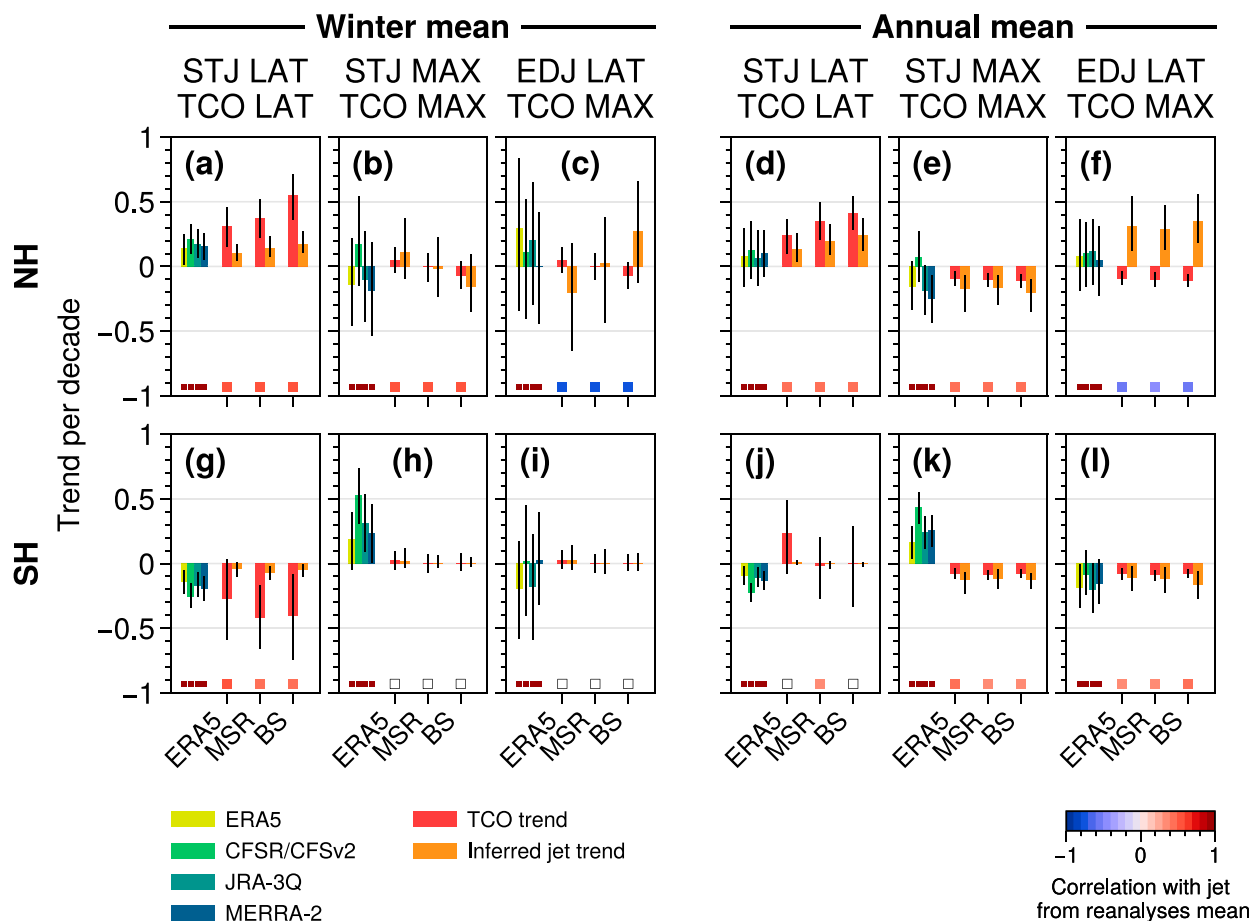 Winter mean
Annual mean
STJ LAT
TCO LAT
STJ MAX
TCO MAX
EDJ LAT
TCO MAX
STJ LAT
TCO LAT
STJ MAX
TCO MAX
EDJ LAT
TCO MAX
NH
SH
Trend per decade
1
0.5
0
−0.5
−1
(a)
(b)
(c)
(d)
(e)
(f)
1
0.5
0
−0.5
−1
(g)
(h)
(i)
(j)
(k)
(l)
ERA5
MSR
BS
ERA5
MSR
BS
ERA5
MSR
BS
ERA5
MSR
BS
ERA5
MSR
BS
ERA5
MSR
BS
ERA5
CFSR/CFSv2
JRA-3Q
MERRA-2
TCO trend
Inferred jet trend
−1 0 1
Correlation with jet
from reanalyses mean